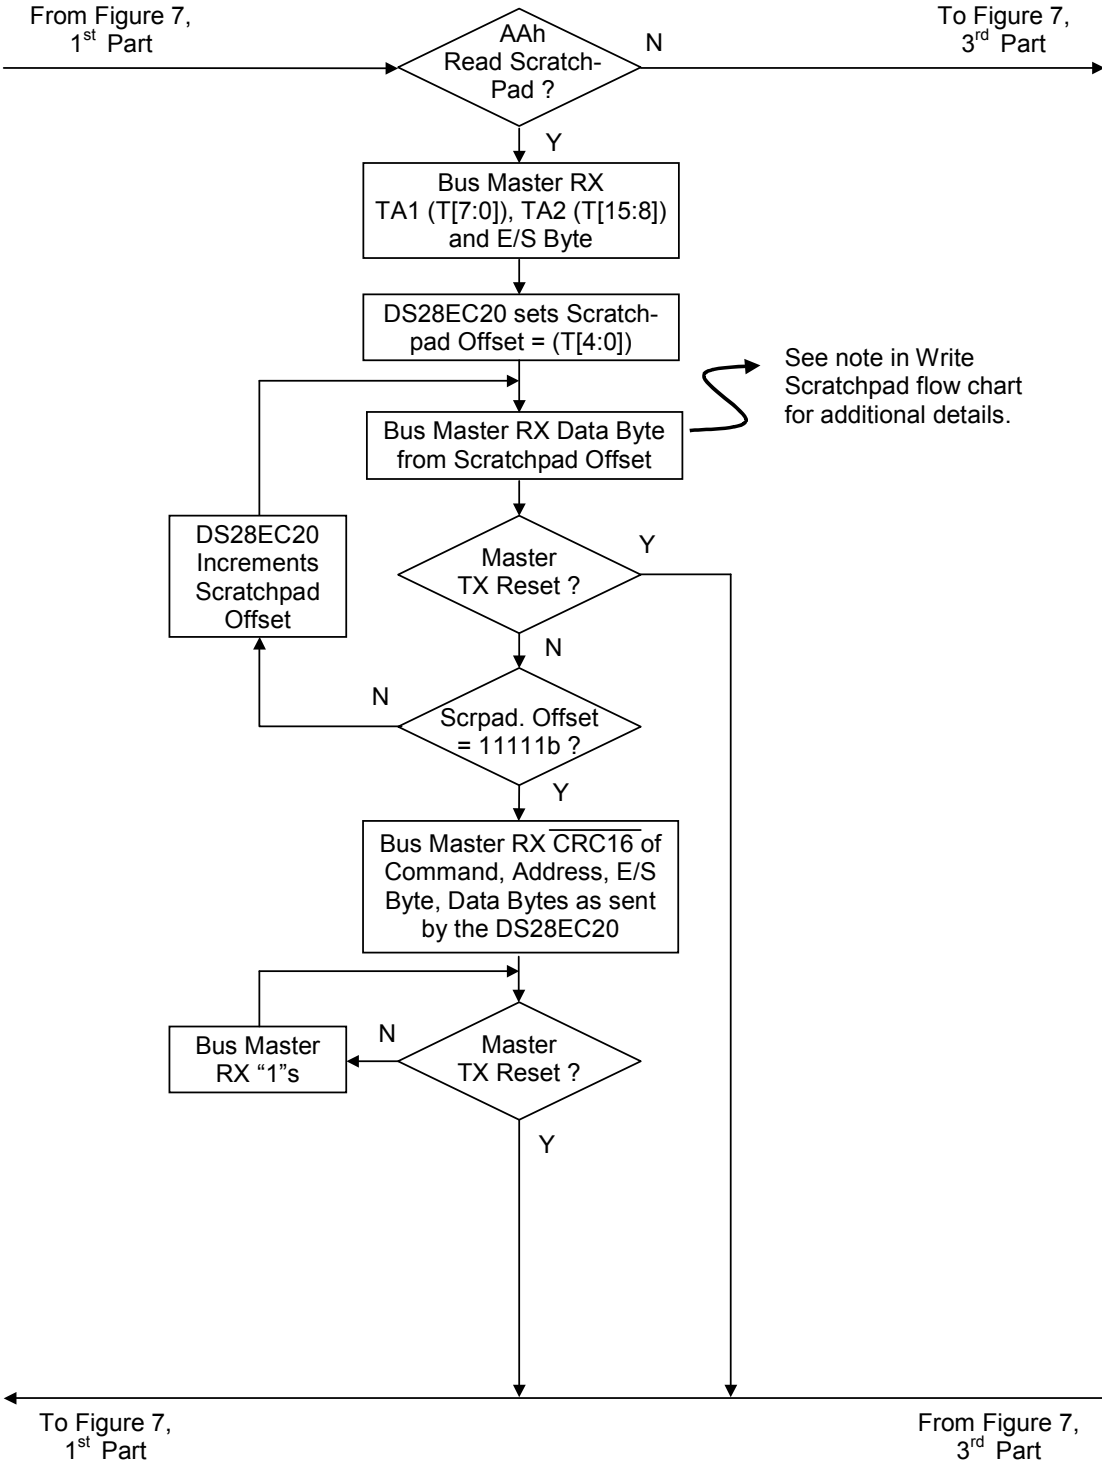 From Figure 7,
1st Part
To Figure 7,
3rd Part
AAh
Read Scratch-
Pad ?
N
Y
Bus Master RX
TA1 (T[7:0]), TA2 (T[15:8])
and E/S Byte
DS28EC20 sets Scratch-
pad Offset = (T[4:0])
See note in Write
Scratchpad flow chart
for additional details.
Bus Master RX Data Byte
from Scratchpad Offset
DS28EC20
Increments
Scratchpad
Offset
Master
TX Reset ?
Y
N
N
Scrpad. Offset
= 11111b ?
Y
Bus Master RX CRC16 of
Command, Address, E/S
Byte, Data Bytes as sent
by the DS28EC20
Bus Master
RX “1”s
N
Master
TX Reset ?
Y
To Figure 7,
1st Part
From Figure 7,
3rd Part